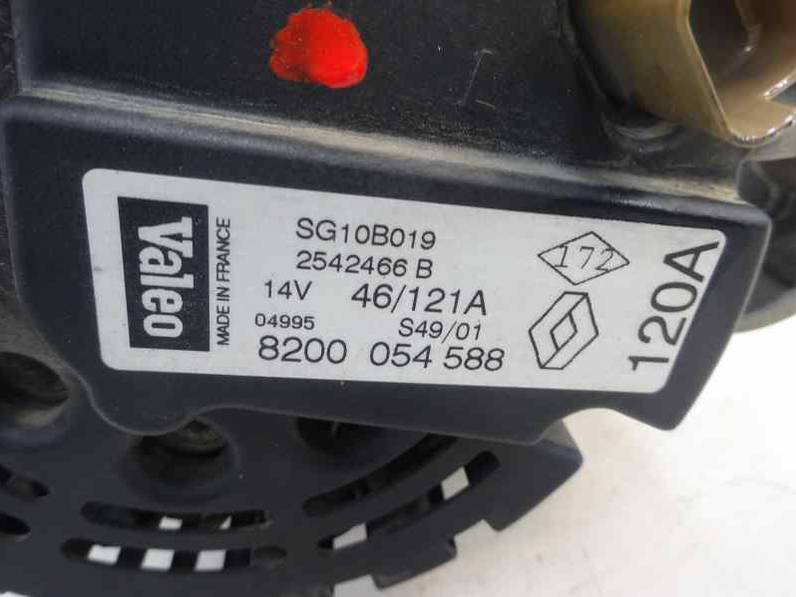 Valeo
MADE IN FRANCE
SG10B019
2542466 B
14V 46/121A
04995 S49/01
8200 054 588
172
120A